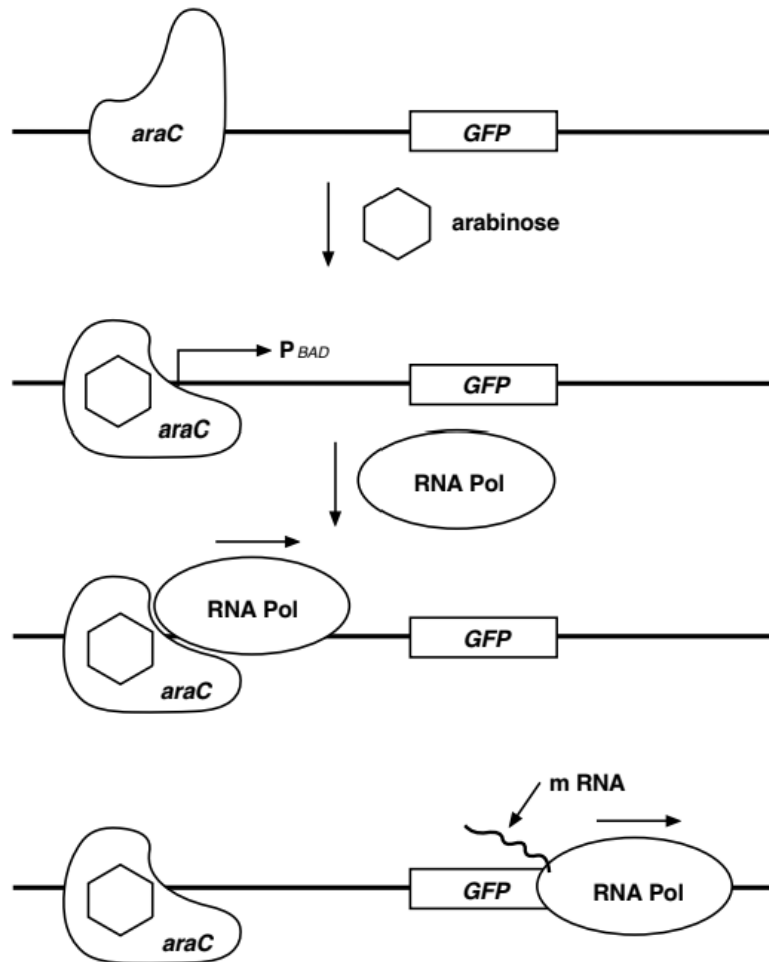 araC GFP
arabinose
P BAD
araC GFP
RNA Pol
RNA Pol
araC GFP
m RNA
GFP RNA Pol
araC